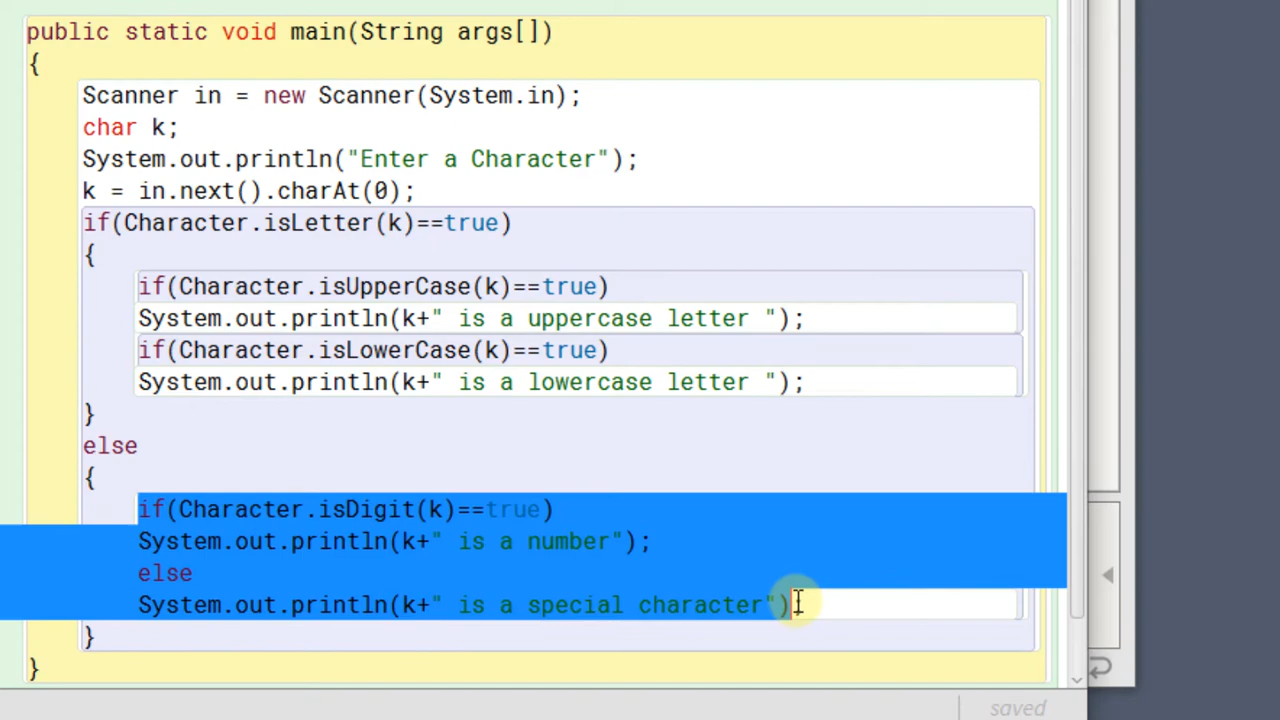 public static void main(String args[])
{
Scanner in = new Scanner(System.in);
char k;
System.out.println("Enter a Character");
k = in.next().charAt(0);
if(Character.isLetter(k)==true)
{
if(Character.isUpperCase(k)==true)
System.out.println(k+" is a uppercase letter ");
if(Character.isLowerCase(k)==true)
System.out.println(k+" is a lowercase letter ");
}
else
{
if(Character.isDigit(k)==true)
System.out.println(k+" is a number");
else
System.out.println(k+" is a special character")
}
}
saved